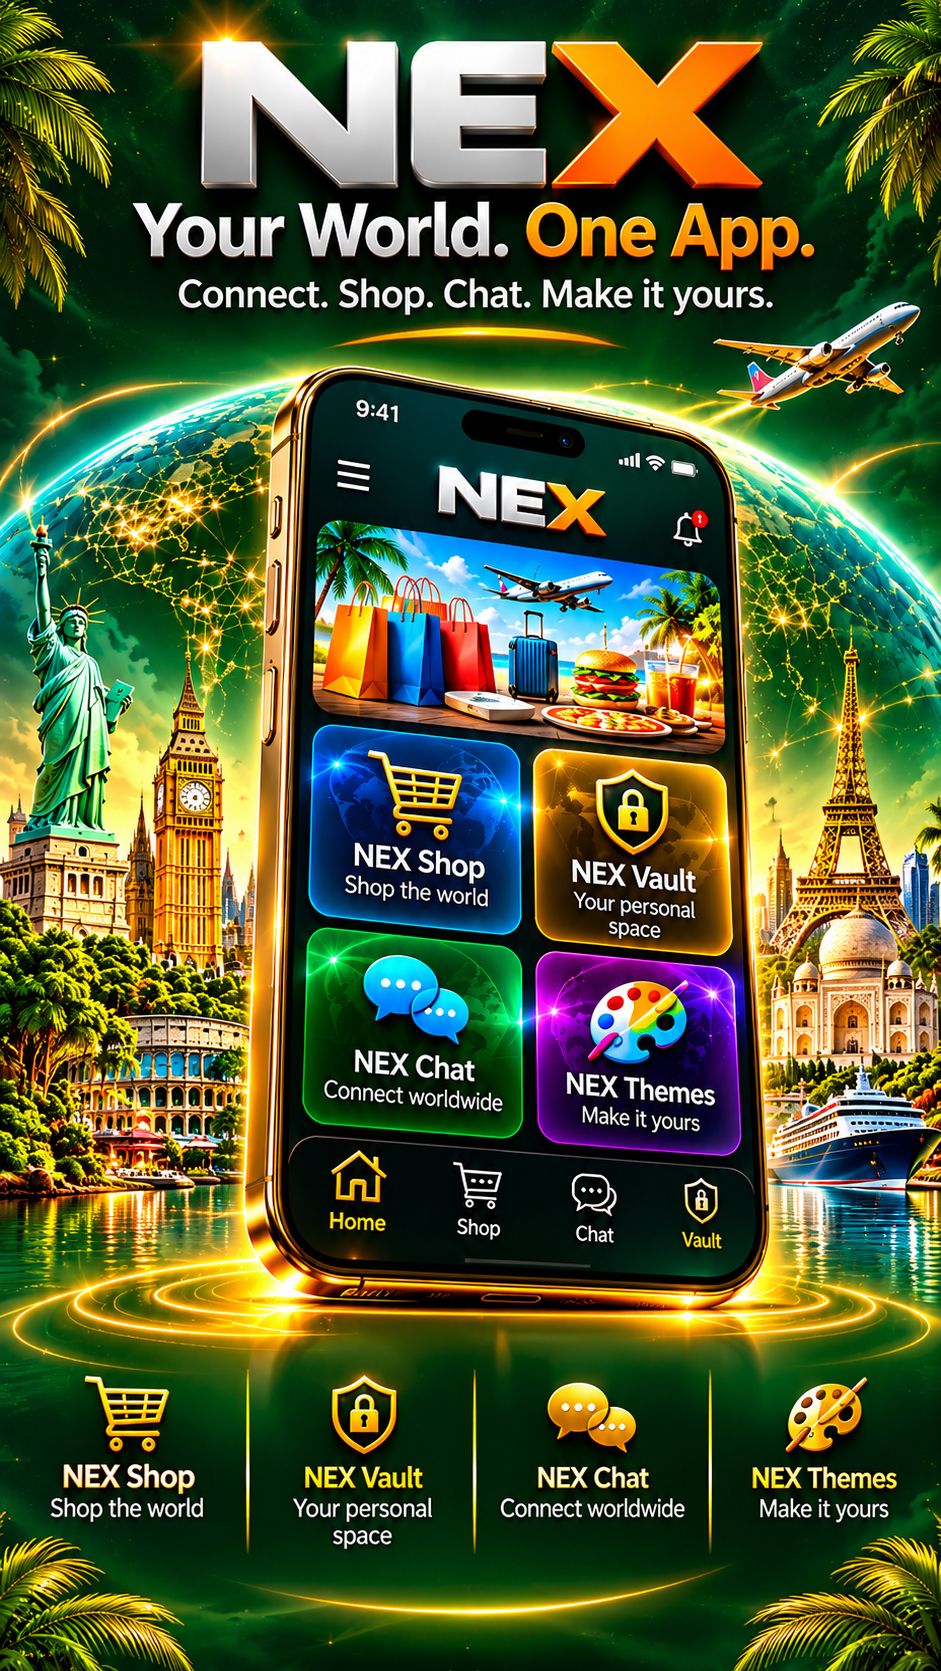 NEX
Your World. One App.
Connect. Shop. Chat. Make it yours.
9:41
NEX
1
NEX Shop
Shop the world
NEX Vault
Your personal
space
NEX Chat
Connect worldwide
NEX Themes
Make it yours
Home
Shop
Chat
Vault
NEX Shop
Shop the world
NEX Vault
Your personal
space
NEX Chat
Connect worldwide
NEX Themes
Make it yours